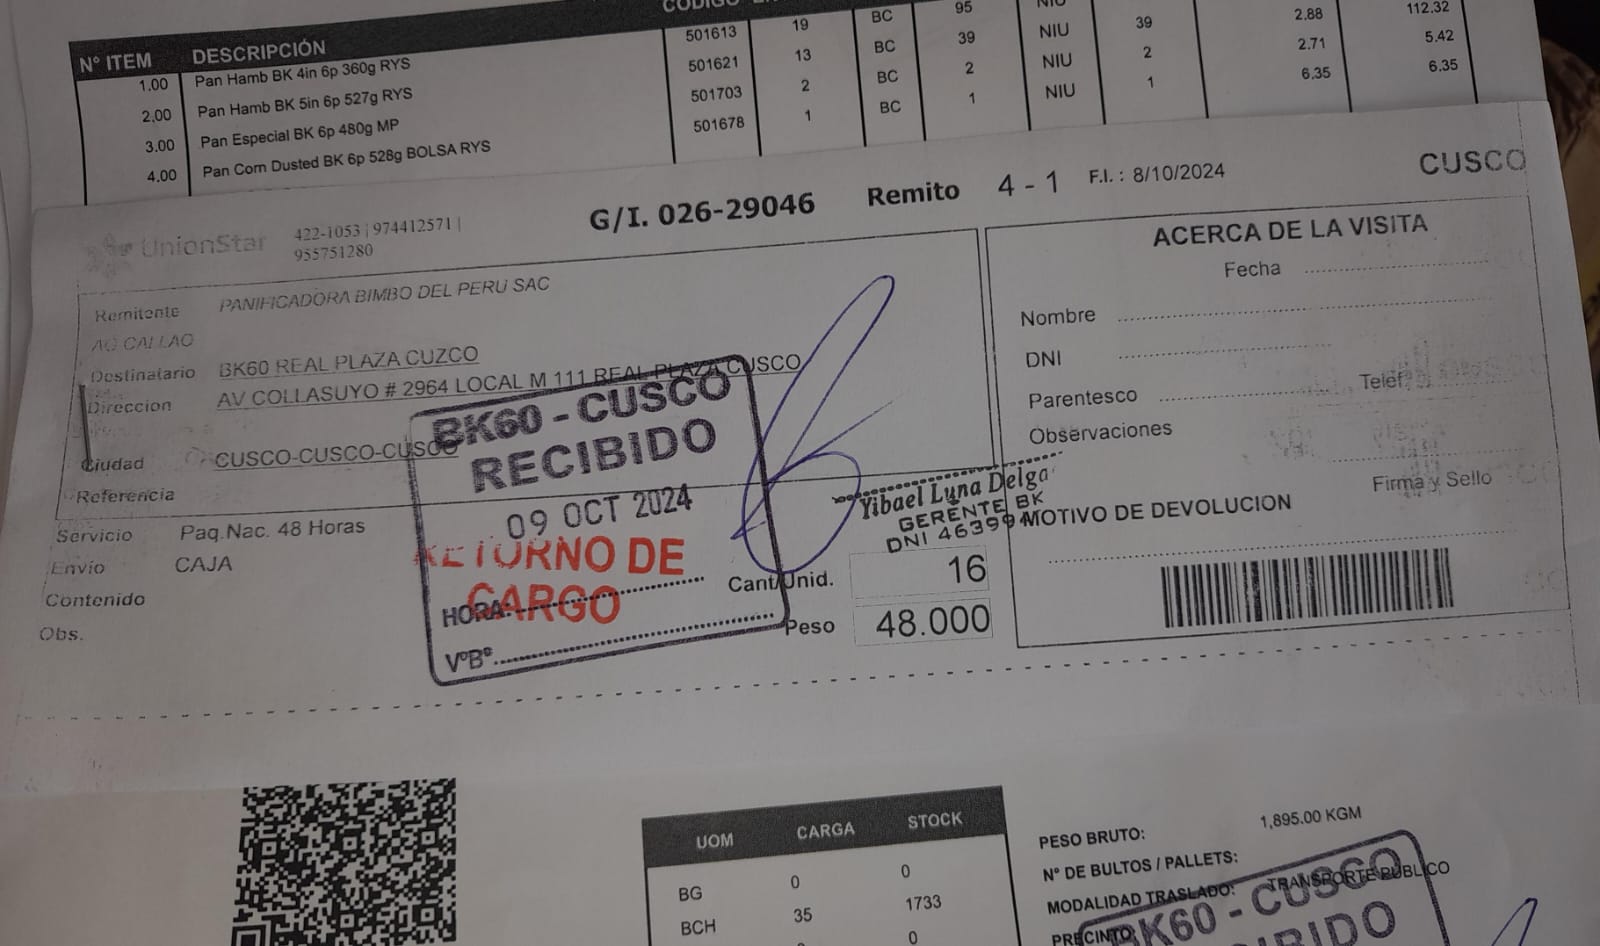 CÓDIGO
N° ITEM DESCRIPCIÓN
1.00 Pan Hamb BK 4in 6p 360g RYS 501613 19 BC 95 NIU
2,00 Pan Hamb BK 5in 6p 527g RYS 501621 13 BC 39 NIU 39 2.88 112.32
3.00 Pan Especial BK 6p 480g MP 501703 2 BC 2 NIU 2 2.71 5.42
4.00 Pan Corn Dusted BK 6p 528g BOLSA RYS 501678 1 BC 1 NIU 1 6.35 6.35
UnionStar 422-1053 | 974412571 |
955751280
G/I. 026-29046 Remito 4 - 1 F.I. : 8/10/2024 CUSCO
Remitente PANIFICADORA BIMBO DEL PERU SAC
AQ CALLAO
Destinatario BK60 REAL PLAZA CUZCO
Direccion AV COLLASUYO # 2964 LOCAL M 111 REAL PLAZA CUSCO
Ciudad CUSCO-CUSCO-CUSCO
Referencia
Servicio Paq.Nac. 48 Horas
Envio CAJA
Contenido
Obs.
BK60 - CUSCO
RECIBIDO
09 OCT 2024
RETORNO DE
CARGO
HORA:
V°B°
Cant/Unid. 16
Peso 48.000
Yibael Luna Delga
GERENTE BK
DNI 463994
ACERCA DE LA VISITA
Fecha
Nombre
DNI
Parentesco Telef
Observaciones
Firma y Sello
MOTIVO DE DEVOLUCION
UOM CARGA STOCK
BG 0 0
BCH 35 1733
0
PESO BRUTO: 1,895.00 KGM
N° DE BULTOS / PALLETS:
MODALIDAD TRASLADO: TRANSPORTE PUBLICO
PRECINTO
BK60 - CUSCO
RECIBIDO